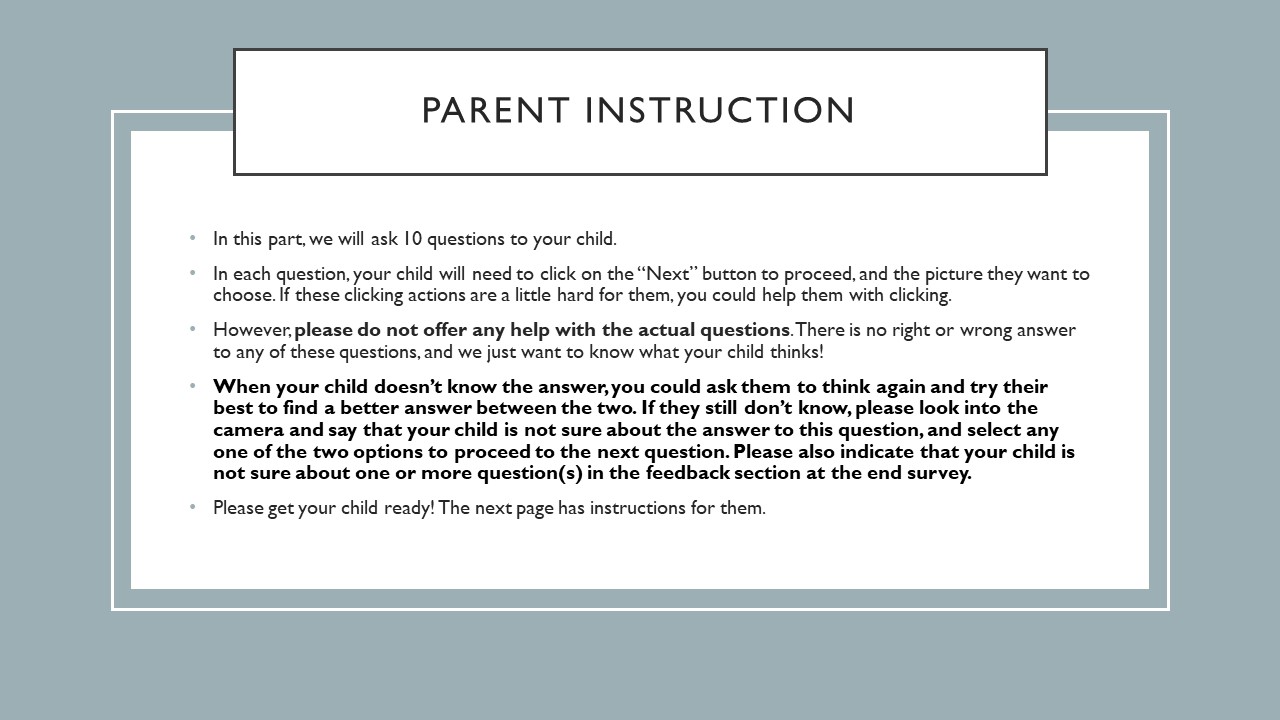 PARENT INSTRUCTION
• In this part, we will ask 10 questions to your child.
• In each question, your child will need to click on the “Next” button to proceed, and the picture they want to
choose. If these clicking actions are a little hard for them, you could help them with clicking.
• However, please do not offer any help with the actual questions. There is no right or wrong answer
to any of these questions, and we just want to know what your child thinks!
• When your child doesn’t know the answer, you could ask them to think again and try their
best to find a better answer between the two. If they still don’t know, please look into the
camera and say that your child is not sure about the answer to this question, and select any
one of the two options to proceed to the next question. Please also indicate that your child is
not sure about one or more question(s) in the feedback section at the end survey.
• Please get your child ready! The next page has instructions for them.